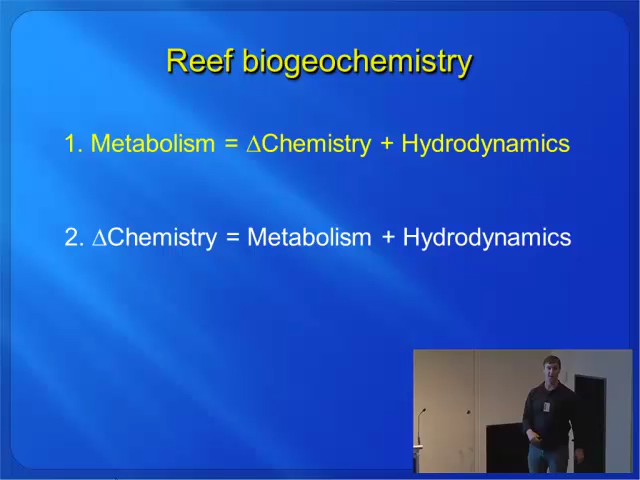 Reef biogeochemistry
1. Metabolism = ∆Chemistry + Hydrodynamics
2. ∆Chemistry = Metabolism + Hydrodynamics